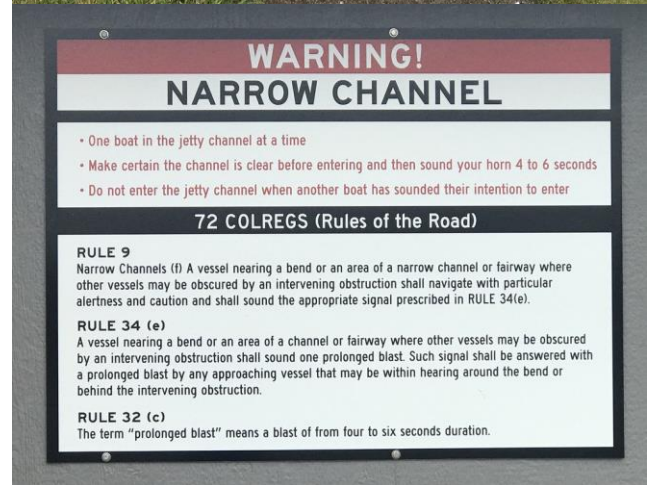 WARNING!
NARROW CHANNEL
• One boat in the jetty channel at a time
• Make certain the channel is clear before entering and then sound your horn 4 to 6 seconds
• Do not enter the jetty channel when another boat has sounded their intention to enter
72 COLREGS (Rules of the Road)
RULE 9
Narrow Channels (f) A vessel nearing a bend or an area of a narrow channel or fairway where
other vessels may be obscured by an intervening obstruction shall navigate with particular
alertness and caution and shall sound the appropriate signal prescribed in RULE 34(e).
RULE 34 (e)
A vessel nearing a bend or an area of a channel or fairway where other vessels may be obscured
by an intervening obstruction shall sound one prolonged blast. Such signal shall be answered with
a prolonged blast by any approaching vessel that may be within hearing around the bend or
behind the intervening obstruction.
RULE 32 (c)
The term "prolonged blast" means a blast of from four to six seconds duration.